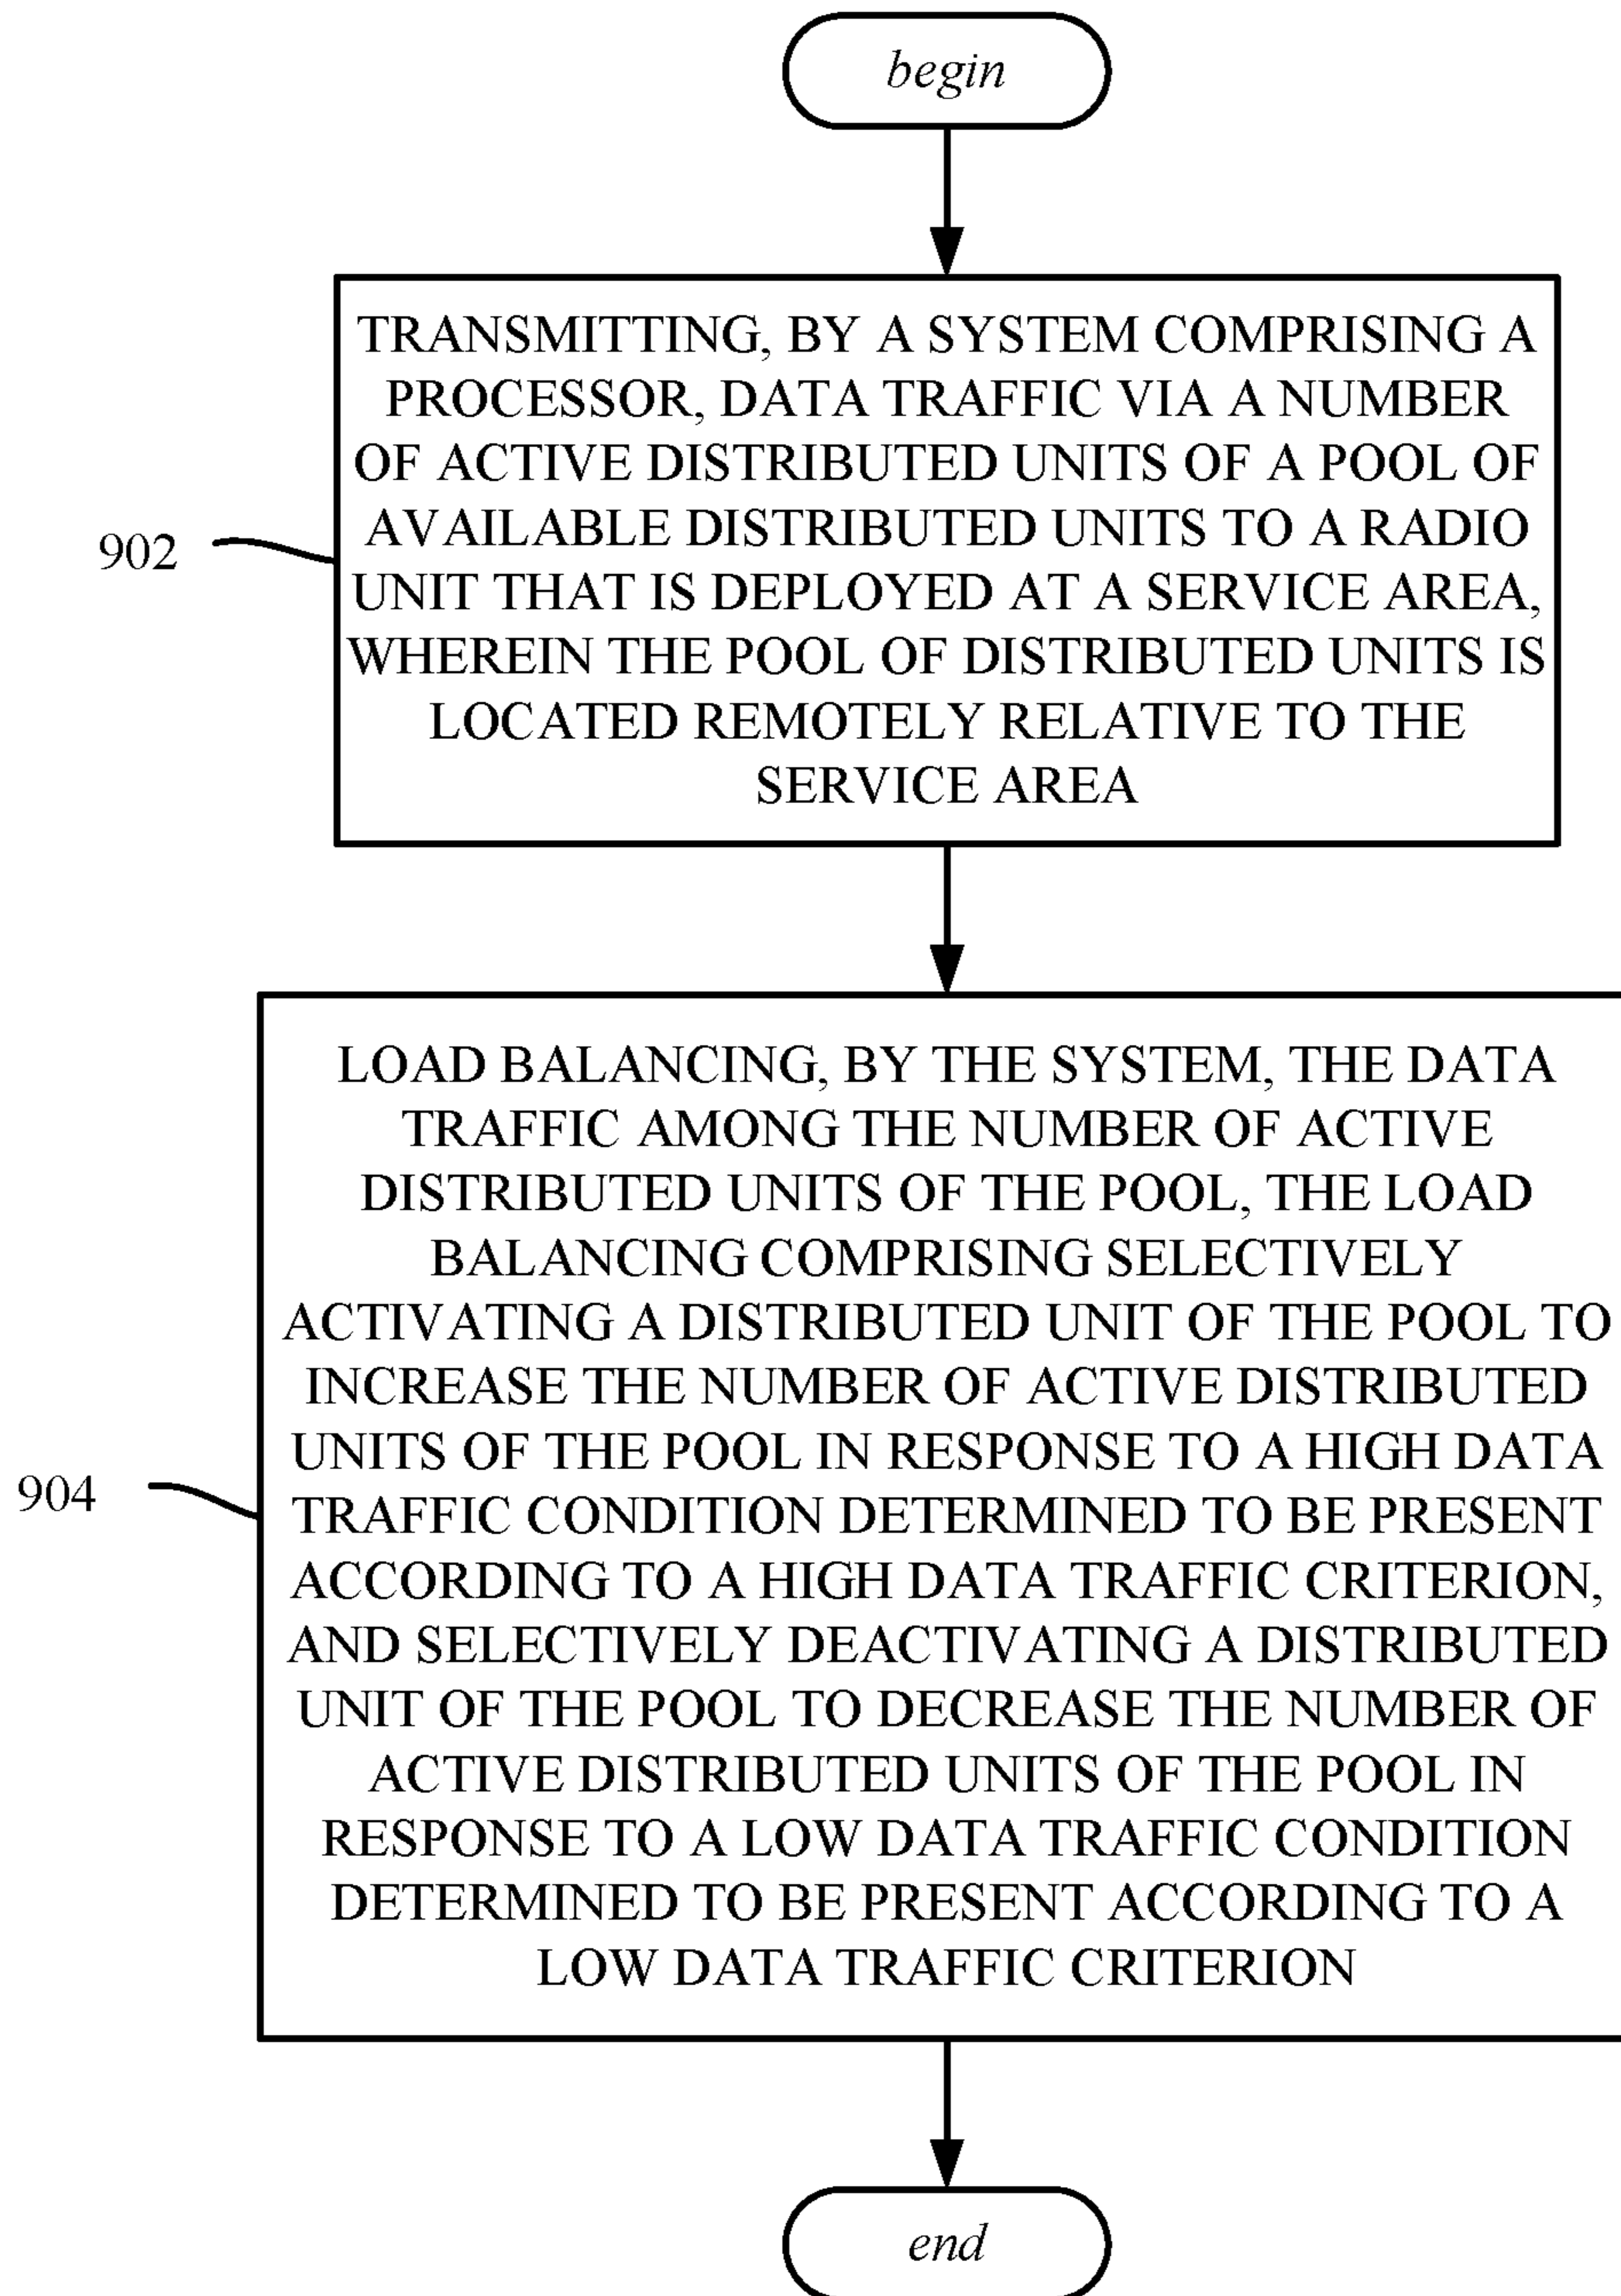 begin
TRANSMITTING, BY A SYSTEM COMPRISING A
PROCESSOR, DATA TRAFFIC VIA A NUMBER
OF ACTIVE DISTRIBUTED UNITS OF A POOL OF
AVAILABLE DISTRIBUTED UNITS TO A RADIO
UNIT THAT IS DEPLOYED AT A SERVICE AREA,
WHEREIN THE POOL OF DISTRIBUTED UNITS IS
LOCATED REMOTELY RELATIVE TO THE
SERVICE AREA
902
LOAD BALANCING, BY THE SYSTEM, THE DATA
TRAFFIC AMONG THE NUMBER OF ACTIVE
DISTRIBUTED UNITS OF THE POOL, THE LOAD
BALANCING COMPRISING SELECTIVELY
ACTIVATING A DISTRIBUTED UNIT OF THE POOL TO
INCREASE THE NUMBER OF ACTIVE DISTRIBUTED
UNITS OF THE POOL IN RESPONSE TO A HIGH DATA
TRAFFIC CONDITION DETERMINED TO BE PRESENT
ACCORDING TO A HIGH DATA TRAFFIC CRITERION,
AND SELECTIVELY DEACTIVATING A DISTRIBUTED
UNIT OF THE POOL TO DECREASE THE NUMBER OF
ACTIVE DISTRIBUTED UNITS OF THE POOL IN
RESPONSE TO A LOW DATA TRAFFIC CONDITION
DETERMINED TO BE PRESENT ACCORDING TO A
LOW DATA TRAFFIC CRITERION
904
end